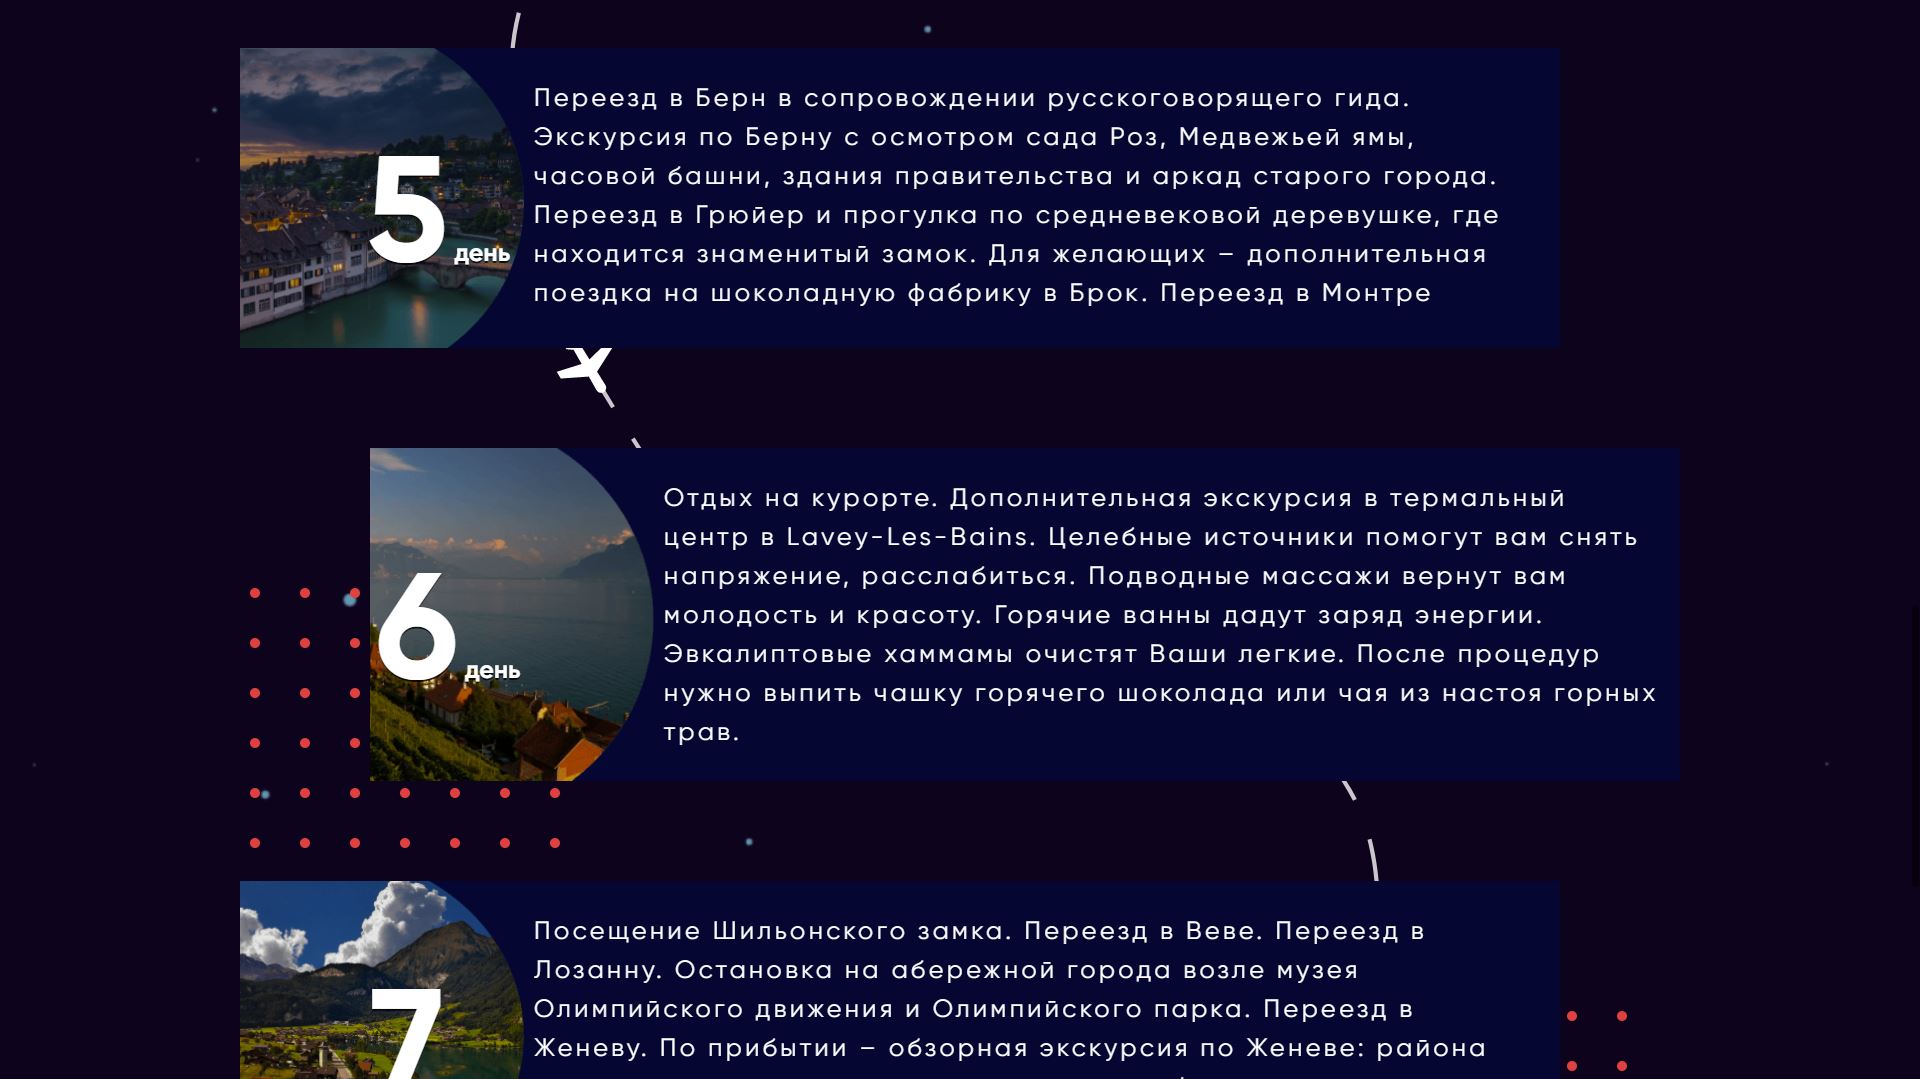 5 день
Переезд в Берн в сопровождении русскоговорящего гида.
Экскурсия по Берну с осмотром сада Роз, Медвежьей ямы,
часовой башни, здания правительства и аркад старого города.
Переезд в Грюйер и прогулка по средневековой деревушке, где
находится знаменитый замок. Для желающих – дополнительная
поездка на шоколадную фабрику в Брок. Переезд в Монтре
6 день
Отдых на курорте. Дополнительная экскурсия в термальный
центр в Lavey-Les-Bains. Целебные источники помогут вам снять
напряжение, расслабиться. Подводные массажи вернут вам
молодость и красоту. Горячие ванны дадут заряд энергии.
Эвкалиптовые хаммамы очистят Ваши легкие. После процедур
нужно выпить чашку горячего шоколада или чая из настоя горных
трав.
7
Посещение Шильонского замка. Переезд в Веве. Переезд в
Лозанну. Остановка на абережной города возле музея
Олимпийского движения и Олимпийского парка. Переезд в
Женеву. По прибытии – обзорная экскурсия по Женеве: района